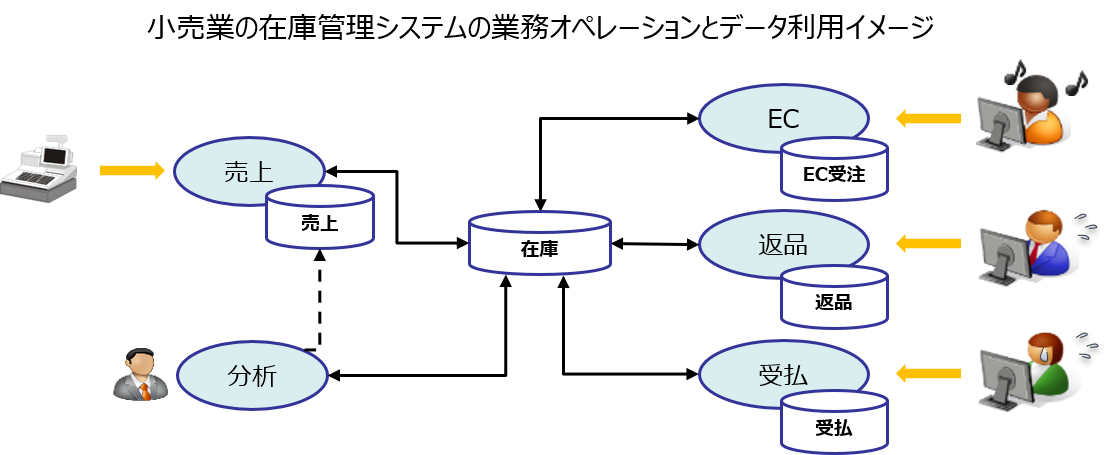 小売業の在庫管理システムの業務オペレーションとデータ利用イメージ
EC
EC受注
売上
売上
在庫
返品
返品
分析
受払
受払